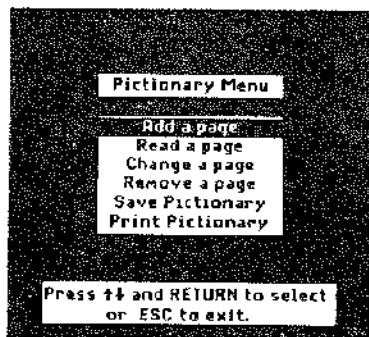 Pictionary Menu
Add a page
Read a page
Change a page
Remove a page
Save Pictionary
Print Pictionary
Press ↑↓ and RETURN to select
or ESC to exit.